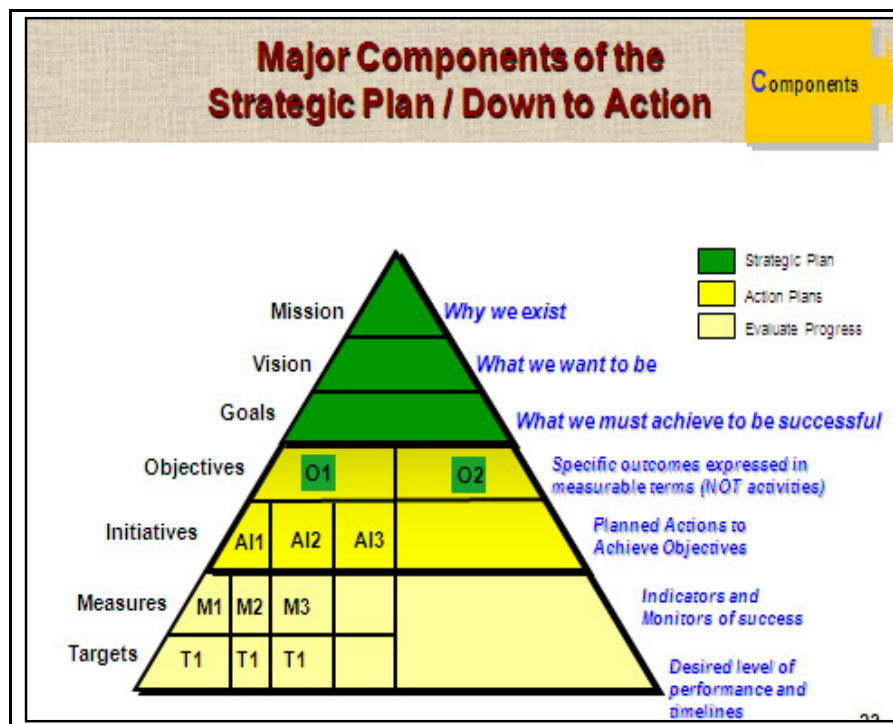 Major Components of the
Strategic Plan / Down to Action
Components
Strategic Plan
Action Plans
Evaluate Progress
Mission
Why we exist
Vision
What we want to be
Goals
What we must achieve to be successful
Objectives
O1
O2
Specific outcomes expressed in
measurable terms (NOT activities)
Initiatives
AI1
AI2
AI3
Planned Actions to
Achieve Objectives
Measures
M1
M2
M3
Indicators and
Monitors of success
Targets
T1
T1
T1
Desired level of
performance and
timelines